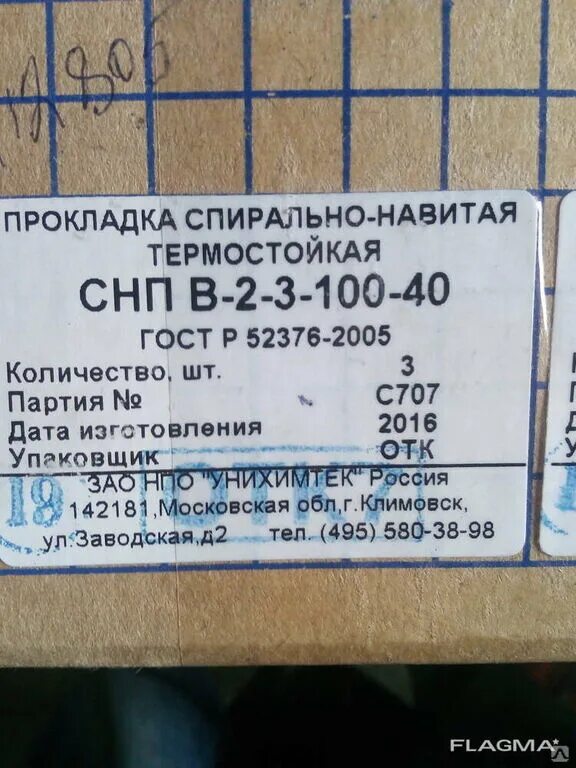 ПРОКЛАДКА СПИРАЛЬНО-НАВИТАЯ
ТЕРМОСТОЙКАЯ
СНП В-2-3-100-40
ГОСТ Р 52376-2005
Количество, шт. 3
Партия № С707
Дата изготовления 2016
Упаковщик ОТК
ЗАО НПО "УНИХИМТЕК" Россия
142181,Московская обл,г.Климовск,
ул.Заводская,д2 тел. (495) 580-38-98
19 ОТК
FLAGMA